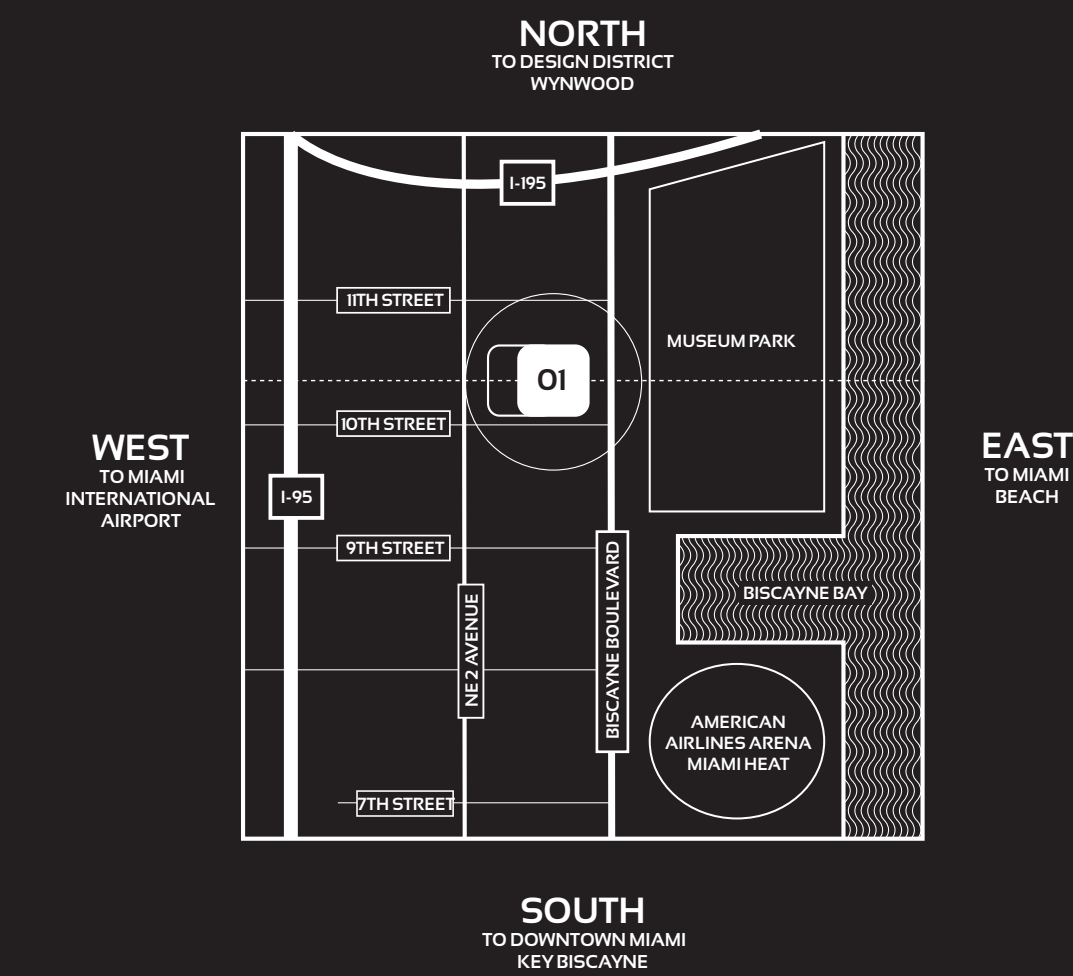 NORTH
TO DESIGN DISTRICT
WYNWOOD
I-195
11TH STREET
MUSEUM PARK
01
10TH STREET
WEST
TO MIAMI
INTERNATIONAL
AIRPORT
EAST
TO MIAMI
BEACH
I-95
9TH STREET
BISCAYNE BOULEVARD
BISCAYNE BAY
NE 2 AVENUE
AMERICAN
AIRLINES ARENA
MIAMI HEAT
7TH STREET
SOUTH
TO DOWNTOWN MIAMI
KEY BISCAYNE